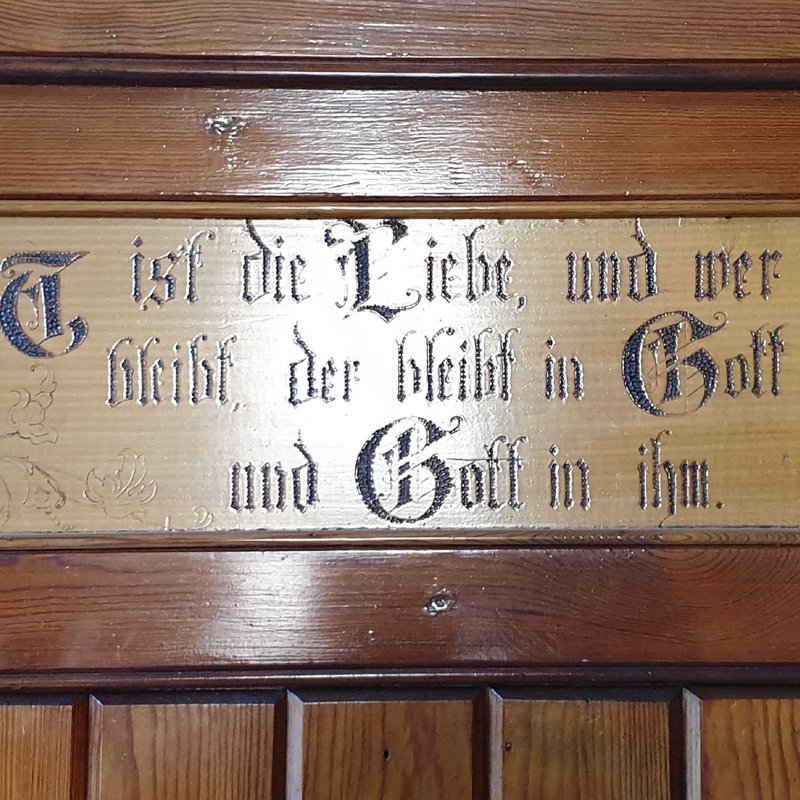 T ist die Liebe, und wer
bleibt, der bleibt in Gott
und Gott in ihm.